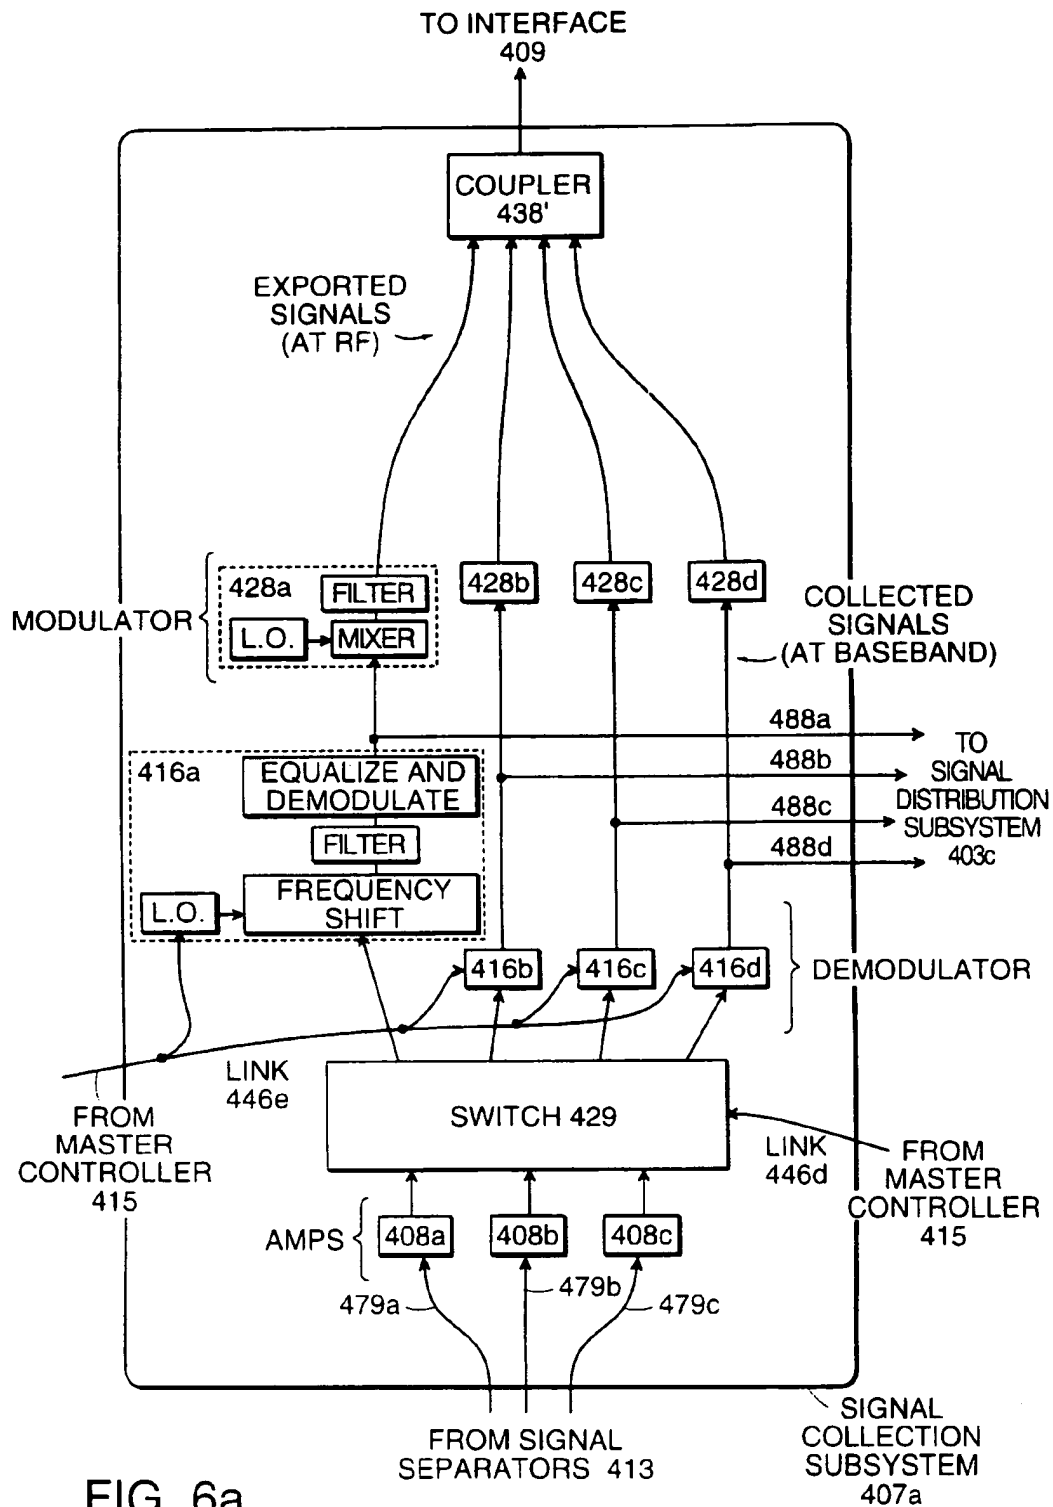 TO INTERFACE
409
COUPLER
438'
EXPORTED
SIGNALS
(AT RF)
428a
FILTER
L.O.
MIXER
MODULATOR
428b
428c
428d
COLLECTED
SIGNALS
(AT BASEBAND)
488a
488b
488c
488d
TO
SIGNAL
DISTRIBUTION
SUBSYSTEM
403c
416a
EQUALIZE AND
DEMODULATE
FILTER
FREQUENCY
SHIFT
L.O.
416b
416c
416d
DEMODULATOR
LINK
446e
FROM
MASTER
CONTROLLER
415
SWITCH 429
LINK
446d
FROM
MASTER
CONTROLLER
415
AMPS
408a
408b
408c
479a
479b
479c
FROM SIGNAL
SEPARATORS 413
SIGNAL
COLLECTION
SUBSYSTEM
407a
FIG. 6a